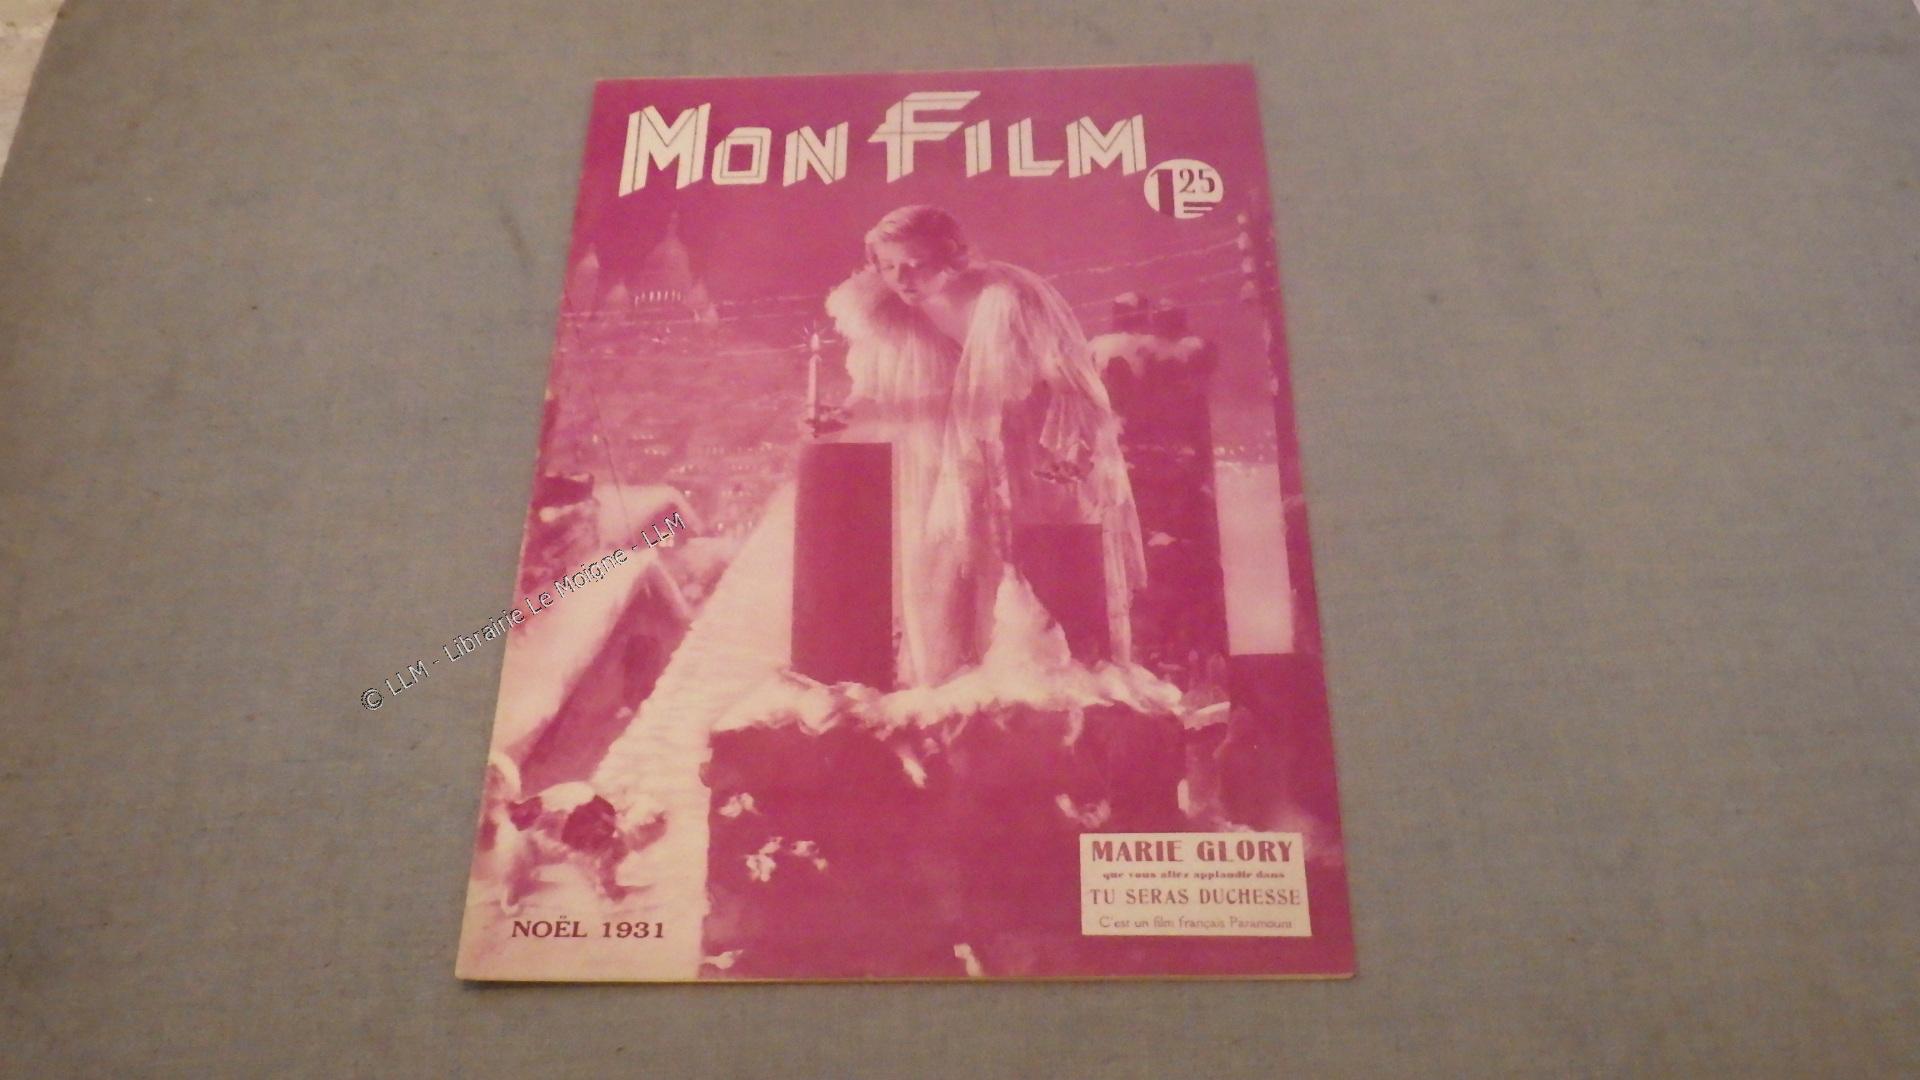 MON FILM
1 25
© LLM - Librairie Le Moigne - LLM
MARIE GLORY
que vous allez applaudir dans
TU SERAS DUCHESSE
C'est un film français Paramount
NOËL 1931